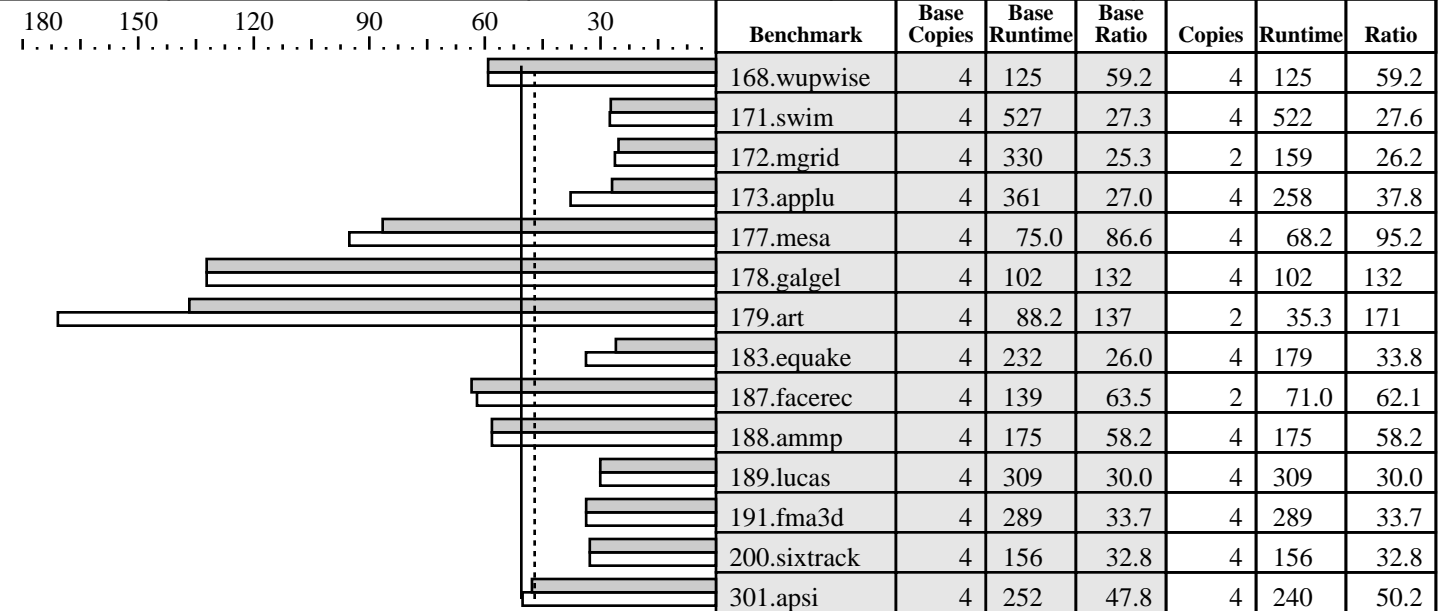 180 150 120 90 60 30
Benchmark Base Copies Base Runtime Base Ratio Copies Runtime Ratio
168.wupwise 4 125 59.2 4 125 59.2
171.swim 4 527 27.3 4 522 27.6
172.mgrid 4 330 25.3 2 159 26.2
173.applu 4 361 27.0 4 258 37.8
177.mesa 4 75.0 86.6 4 68.2 95.2
178.galgel 4 102 132 4 102 132
179.art 4 88.2 137 2 35.3 171
183.equake 4 232 26.0 4 179 33.8
187.facerec 4 139 63.5 2 71.0 62.1
188.ammp 4 175 58.2 4 175 58.2
189.lucas 4 309 30.0 4 309 30.0
191.fma3d 4 289 33.7 4 289 33.7
200.sixtrack 4 156 32.8 4 156 32.8
301.apsi 4 252 47.8 4 240 50.2